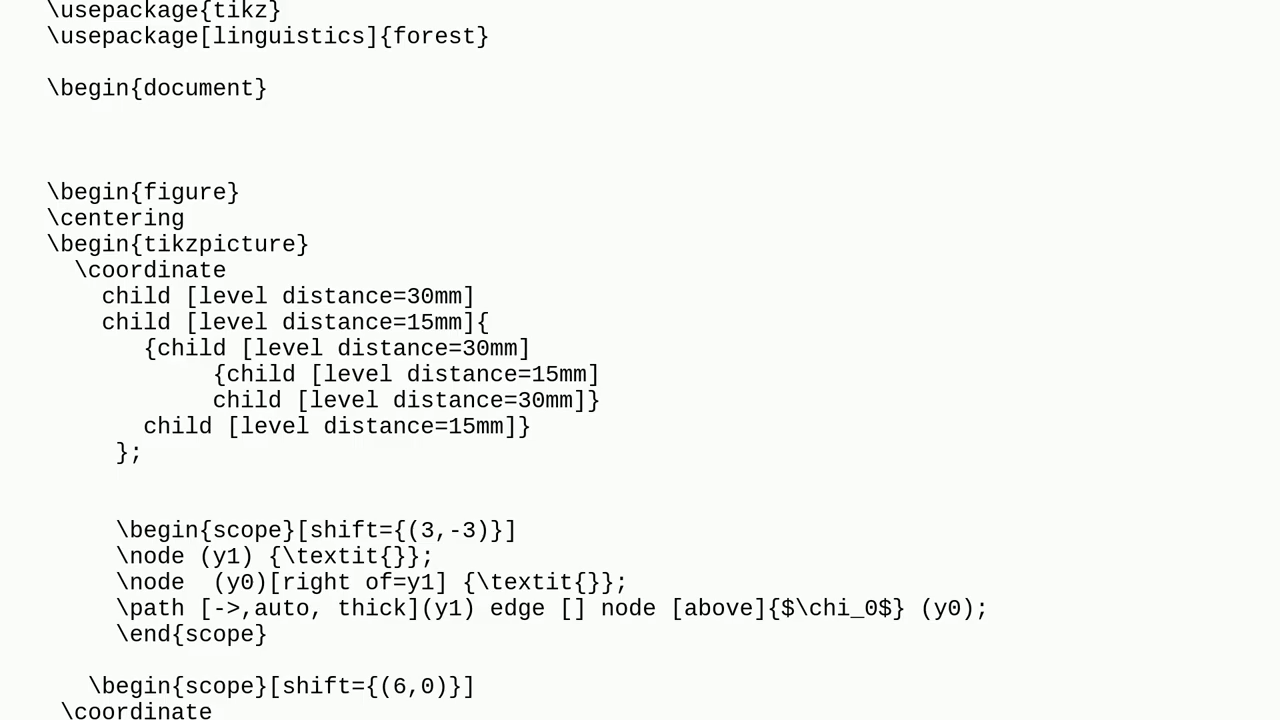 \usepackage{tikz}
\usepackage[linguistics]{forest}
\begin{document}
\begin{figure}
\centering
\begin{tikzpicture}
\coordinate
child [level distance=30mm]
child [level distance=15mm]{
{child [level distance=30mm]
{child [level distance=15mm]
child [level distance=30mm]}
child [level distance=15mm]}
};
\begin{scope}[shift={(3,-3)}]
\node (y1) {\textit{}};
\node  (y0)[right of=y1] {\textit{}};
\path [->,auto, thick](y1) edge [] node [above]{$\chi_0$} (y0);
\end{scope}
\begin{scope}[shift={(6,0)}]
\coordinate